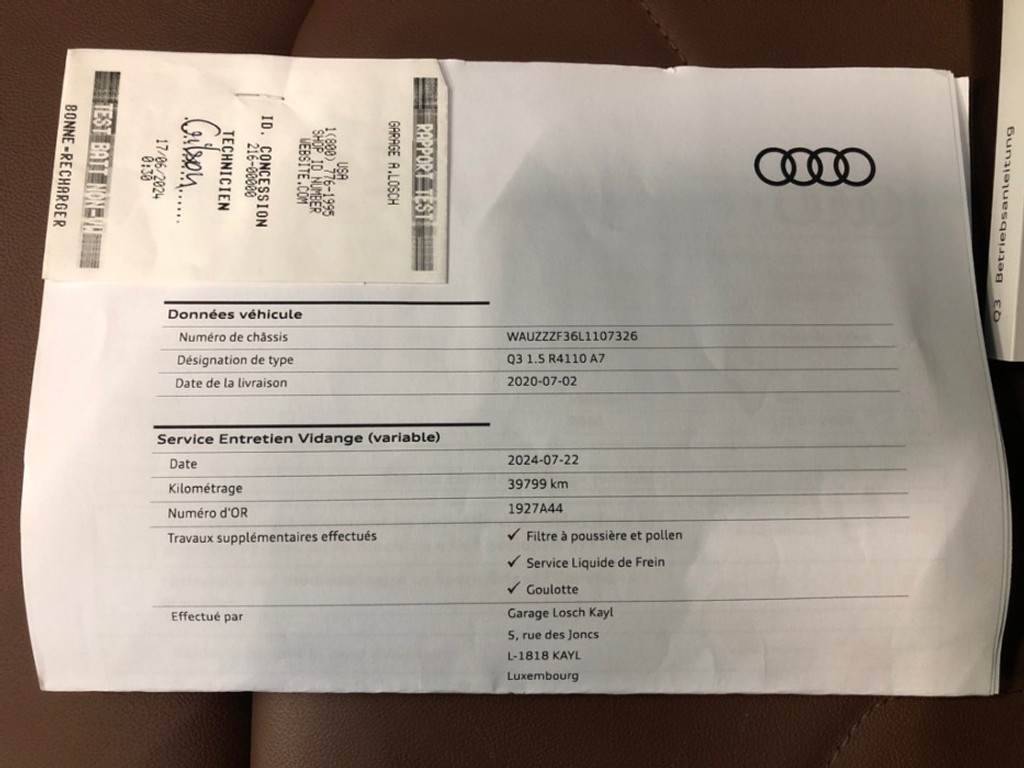 RAPPORT TEST
GARAGE A.LOSCH
USA
1(800) 776-1995
SHOP ID NUMBER
WEBSITE.COM
ID. CONCESSION
216-00000
TECHNICIEN
17/06/2024
0:30
TEST BATT NON-VH
BONNE=RECHARGER
Données véhicule
Numéro de châssis WAUZZZF36L1107326
Désignation de type Q3 1.5 R4110 A7
Date de la livraison 2020-07-02
Service Entretien Vidange (variable)
Date 2024-07-22
Kilométrage 39799 km
Numéro d'OR 1927A44
Travaux supplémentaires effectués ✓ Filtre à poussière et pollen
✓ Service Liquide de Frein
✓ Goulotte
Effectué par Garage Losch Kayl
5, rue des Joncs
L-1818 KAYL
Luxembourg
Q3 Betriebsanleitung